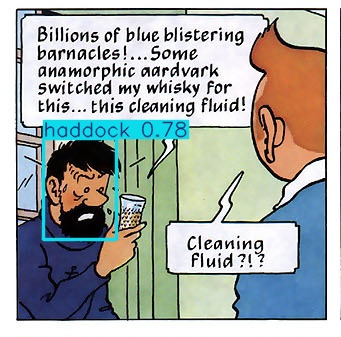 Billions of blue blistering
barnacles!...Some
anamorphic aardvark
switched my whisky for
this...this cleaning fluid!
haddock 0.78
Cleaning
fluid?!?